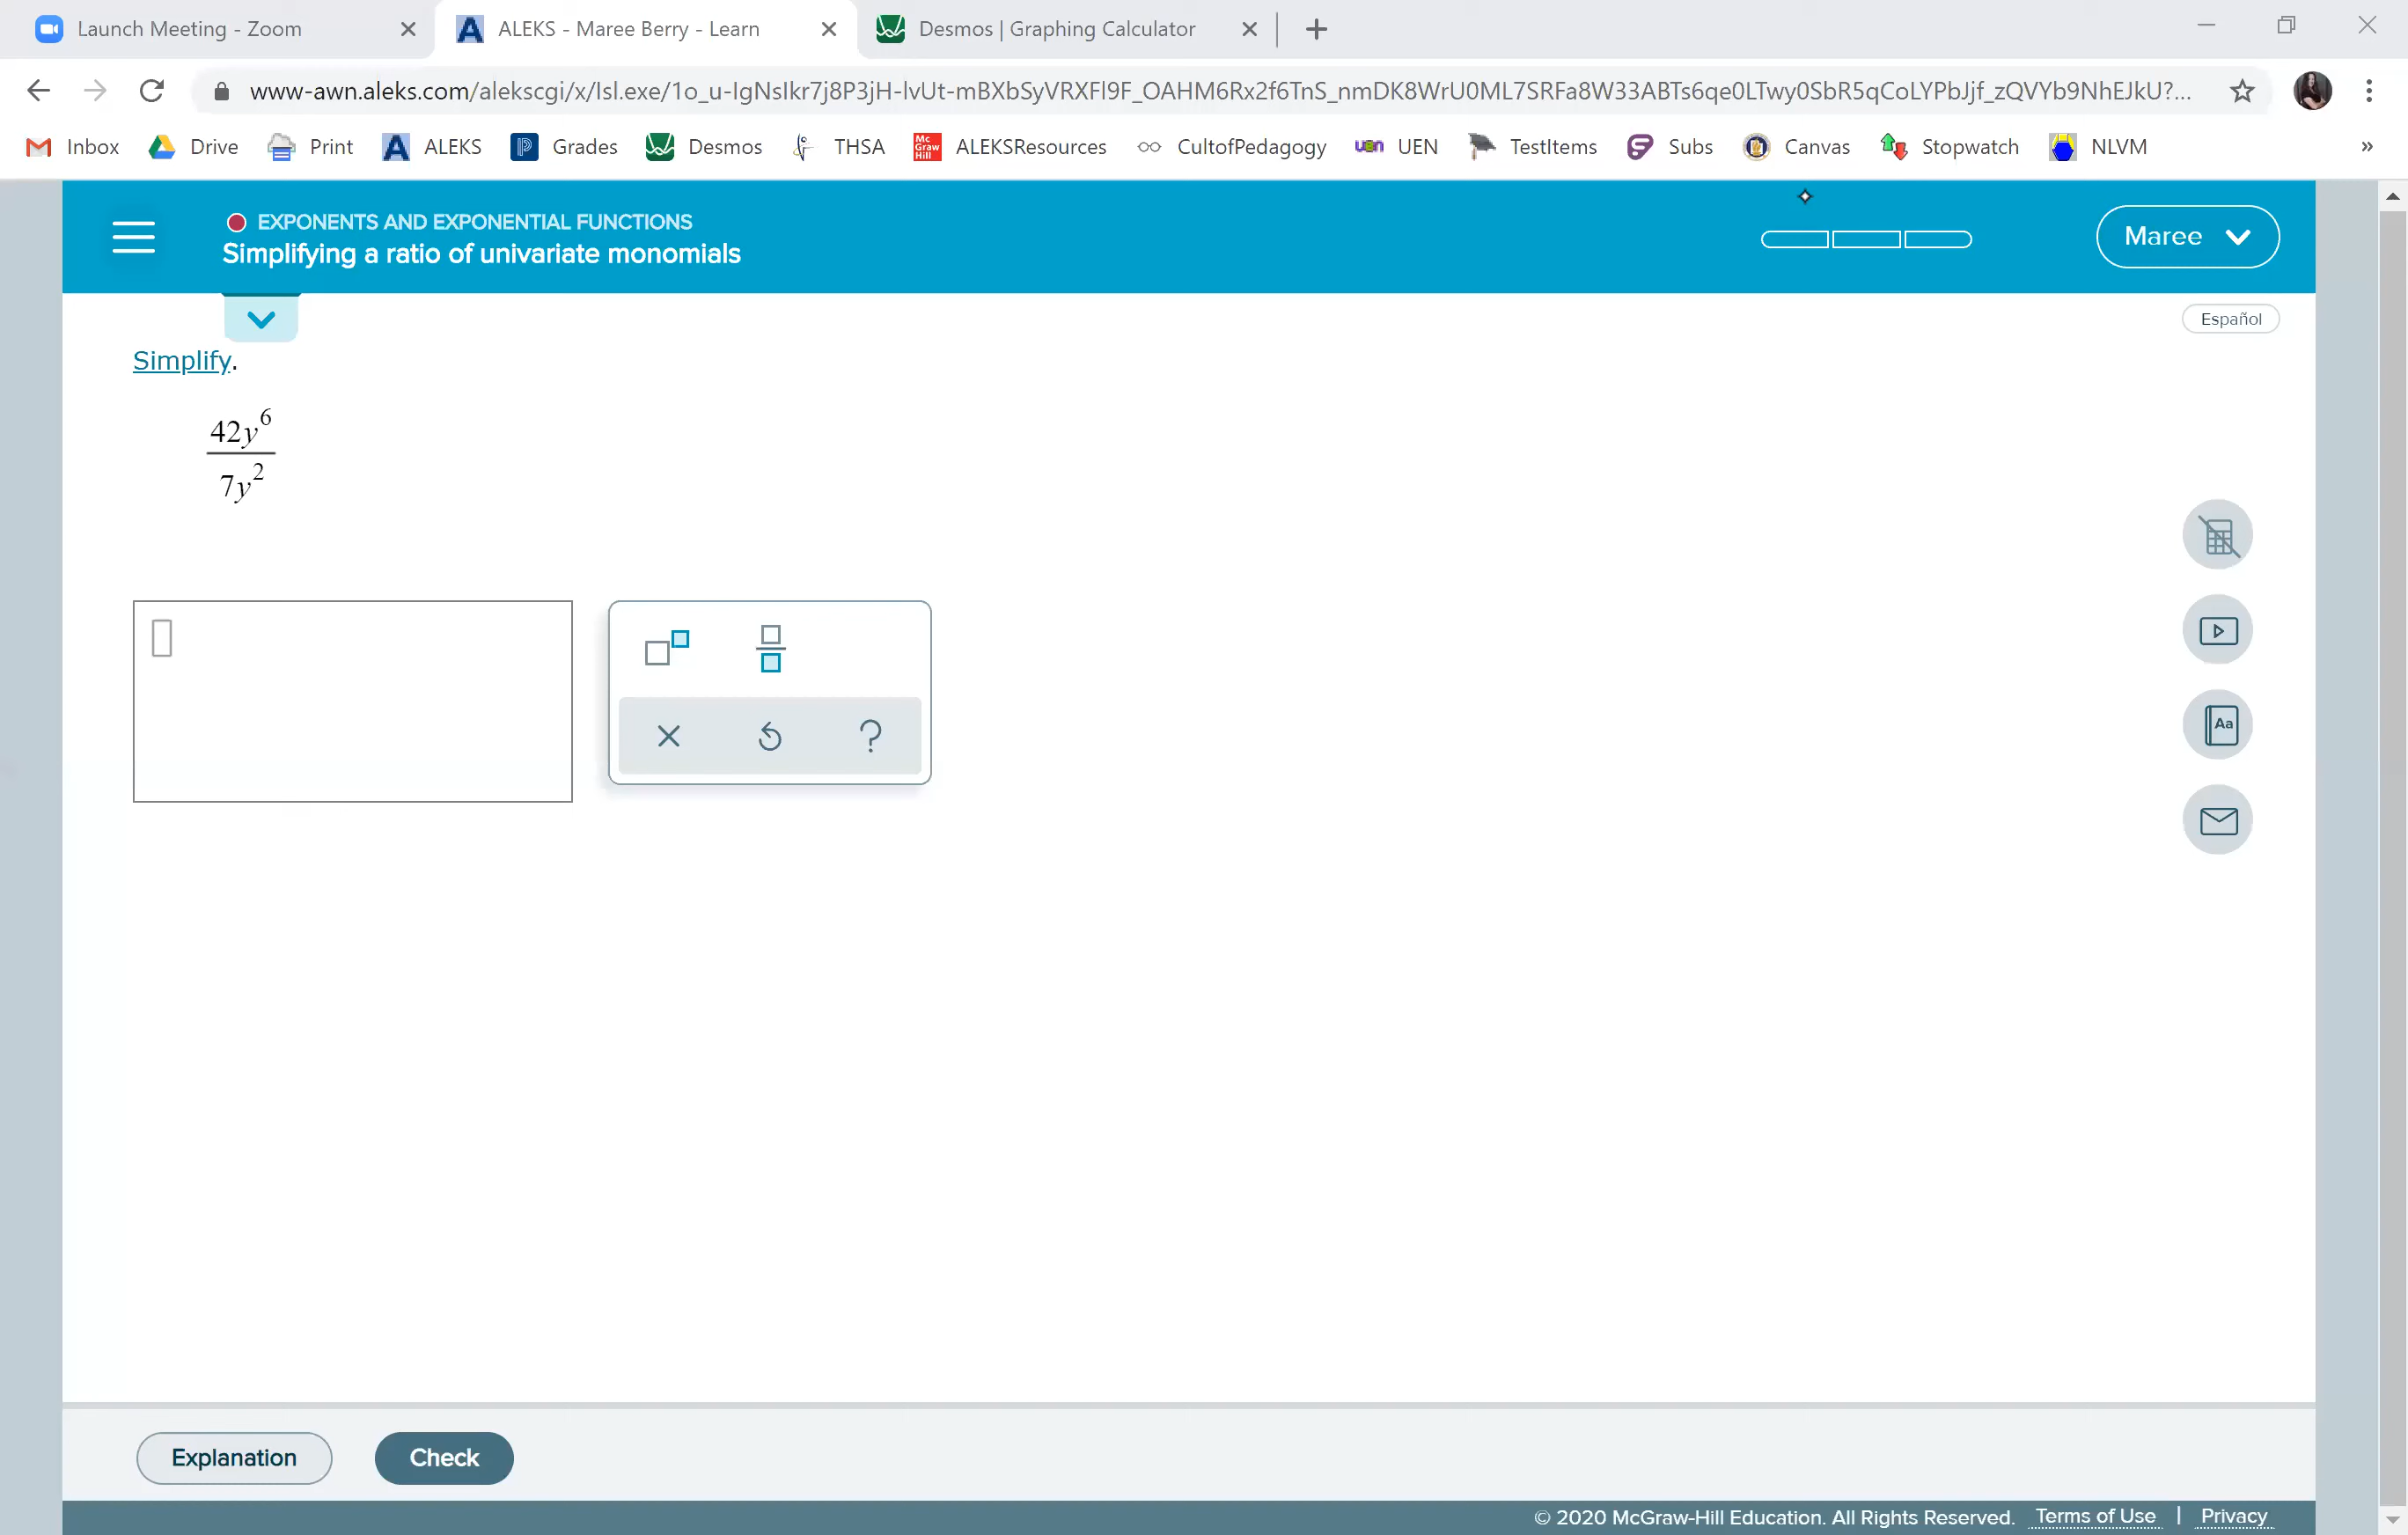 Launch Meeting - Zoom
ALEKS - Maree Berry - Learn
Desmos | Graphing Calculator
www-awn.aleks.com/alekscgi/x/Isl.exe/1o_u-IgNsIkr7j8P3jH-lvUt-mBXbSyVRXFl9F_OAHM6Rx2f6TnS_nmDK8WrU0ML7SRFa8W33ABTs6qe0LTwy0SbR5qCoLYPbJjf_zQVYb9NhEJkU?...
Inbox Drive Print ALEKS Grades Desmos THSA ALEKSResources CultofPedagogy UEN TestItems Subs Canvas Stopwatch NLVM »
EXPONENTS AND EXPONENTIAL FUNCTIONS
Simplifying a ratio of univariate monomials
Maree
Español
Simplify.
42y^6
7y^2
?
Aa
Explanation
Check
© 2020 McGraw-Hill Education. All Rights Reserved. Terms of Use | Privacy